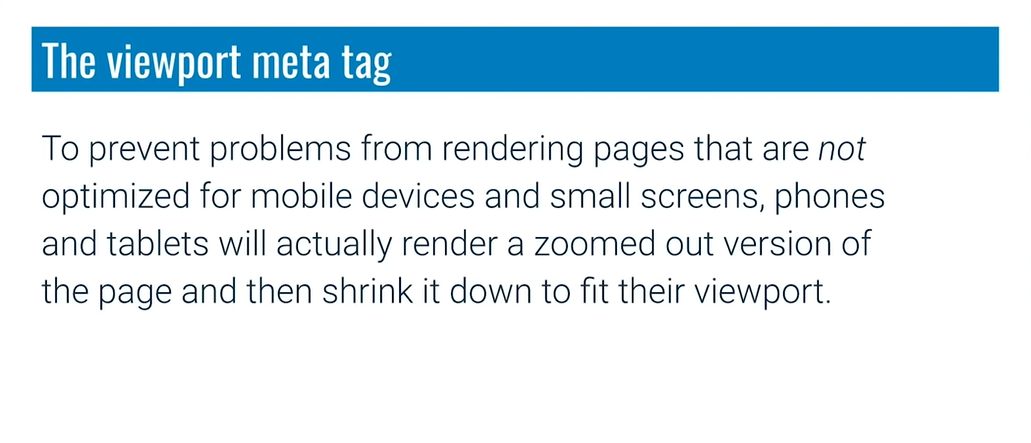 The viewport meta tag
To prevent problems from rendering pages that are not
optimized for mobile devices and small screens, phones
and tablets will actually render a zoomed out version of
the page and then shrink it down to fit their viewport.